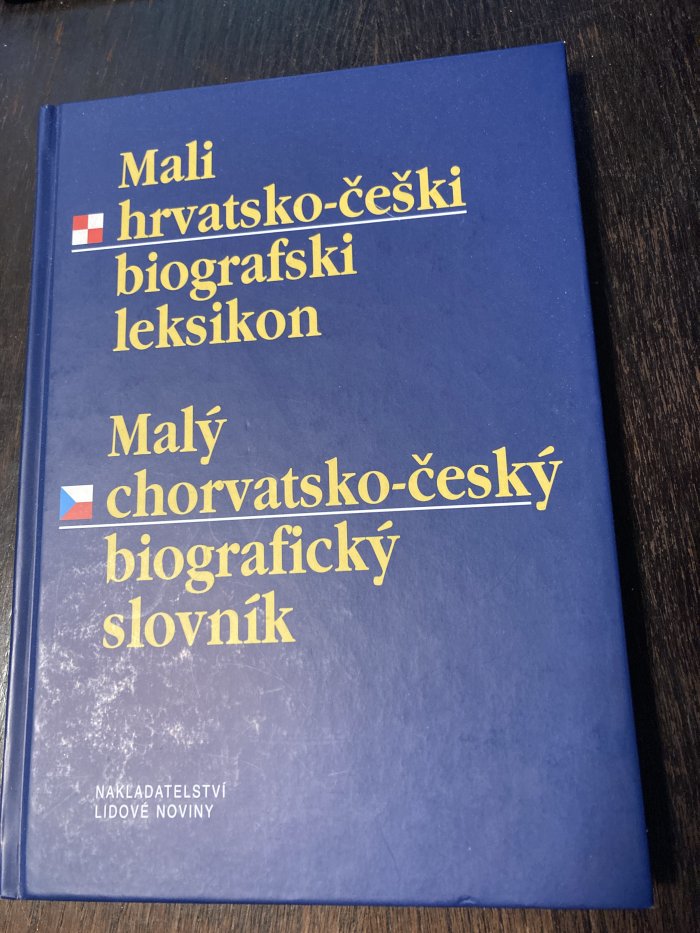 Mali
hrvatsko-češki
biografski
leksikon
Malý
chorvatsko-český
biografický
slovník
NAKLADATELSTVÍ
LIDOVÉ NOVINY